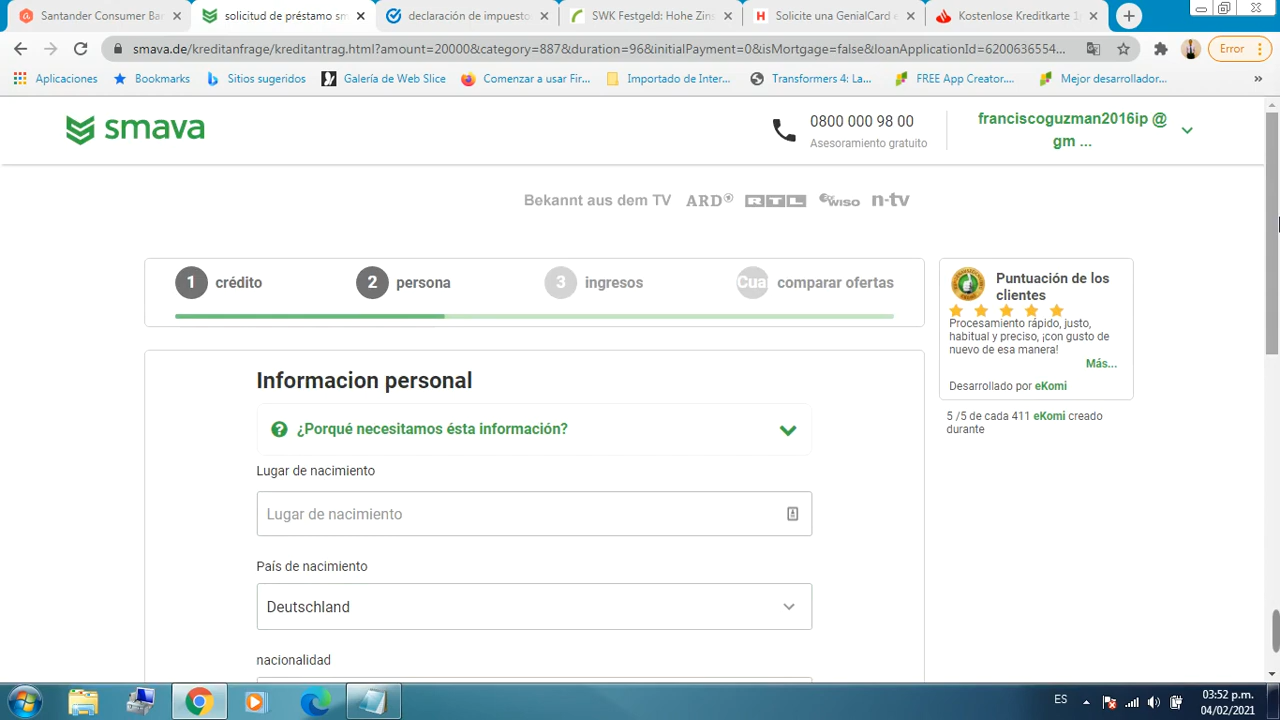 Santander Consumer Ban
solicitud de préstamo sm
declaración de impuesto
SWK Festgeld: Hohe Zins
Solicite una GenialCard e
Kostenlose Kreditkarte 1
smava.de/kreditanfrage/kreditantrag.html?amount=20000&category=887&duration=96&initialPayment=0&isMortgage=false&loanApplicationId=6200636554...
Error
Aplicaciones
Bookmarks
Sitios sugeridos
Galería de Web Slice
Comenzar a usar Fir...
Importado de Inter...
Transformers 4: La...
FREE App Creator....
Mejor desarrollador...
»
smava
0800 000 98 00
Asesoramiento gratuito
franciscoguzman2016ip @
gm ...
Bekannt aus dem TV ARD RTL WISO n-tv
1 crédito
2 persona
3 ingresos
Cua comparar ofertas
Puntuación de los
clientes
Procesamiento rápido, justo,
habitual y preciso, ¡con gusto de
nuevo de esa manera!
Más...
Desarrollado por eKomi
5 /5 de cada 411 eKomi creado
durante
Informacion personal
¿Porqué necesitamos ésta información?
Lugar de nacimiento
Lugar de nacimiento
País de nacimiento
Deutschland
nacionalidad
ES
03:52 p.m.
04/02/2021